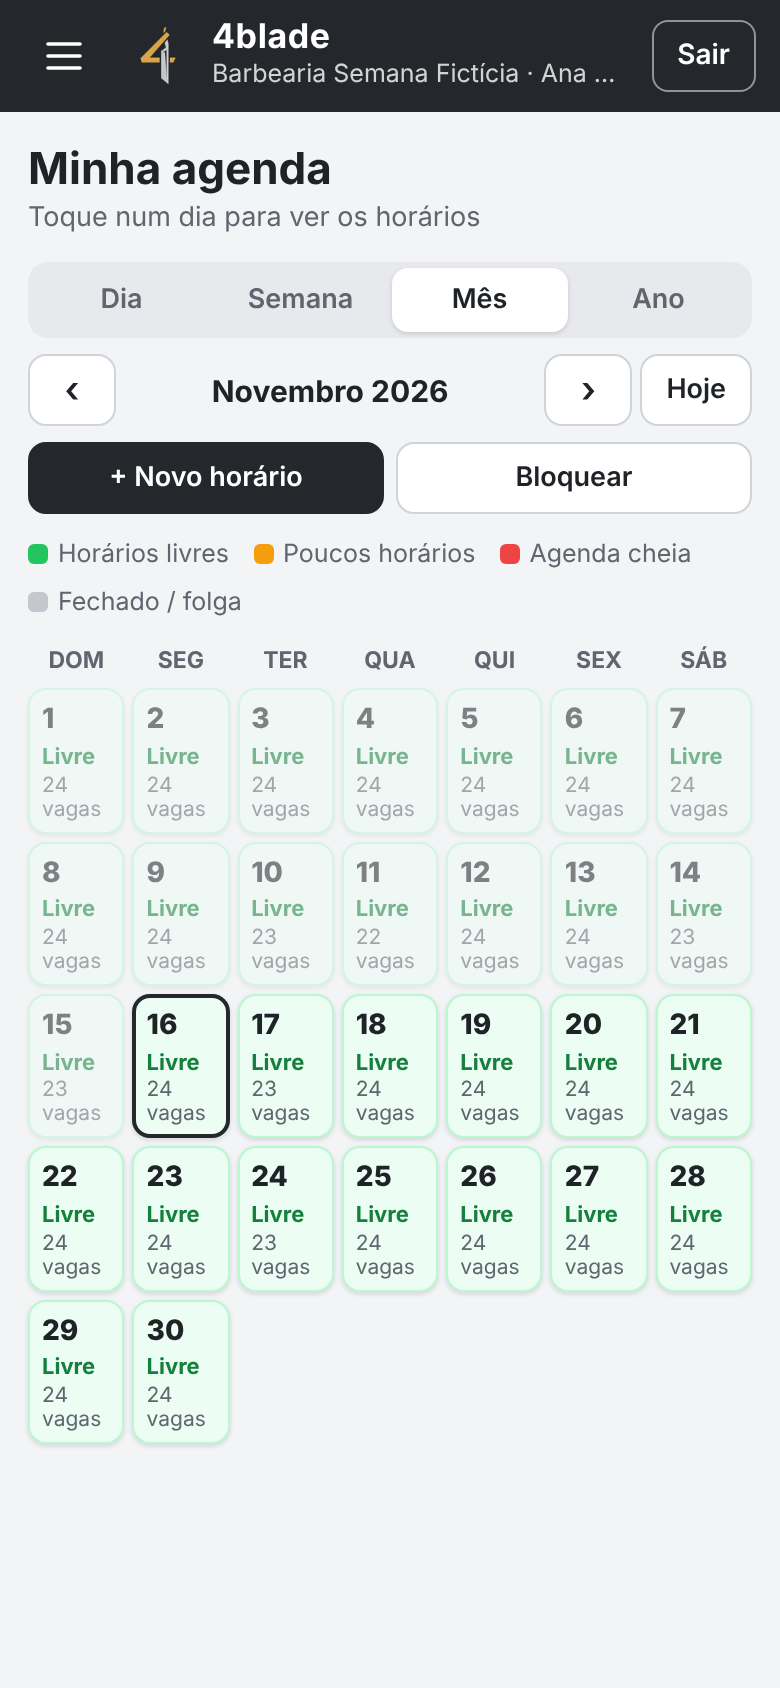 4blade
Barbearia Semana Fictícia · Ana ...
Sair
Minha agenda
Toque num dia para ver os horários
Dia Semana Mês Ano
‹ Novembro 2026 › Hoje
+ Novo horário Bloquear
Horários livres Poucos horários Agenda cheia
Fechado / folga
DOM SEG TER QUA QUI SEX SÁB
1 2 3 4 5 6 7
Livre Livre Livre Livre Livre Livre Livre
24 24 24 24 24 24 24
vagas vagas vagas vagas vagas vagas vagas
8 9 10 11 12 13 14
Livre Livre Livre Livre Livre Livre Livre
24 24 23 22 24 24 23
vagas vagas vagas vagas vagas vagas vagas
15 16 17 18 19 20 21
Livre Livre Livre Livre Livre Livre Livre
23 24 23 24 24 24 24
vagas vagas vagas vagas vagas vagas vagas
22 23 24 25 26 27 28
Livre Livre Livre Livre Livre Livre Livre
24 24 23 24 24 24 24
vagas vagas vagas vagas vagas vagas vagas
29 30
Livre Livre
24 24
vagas vagas